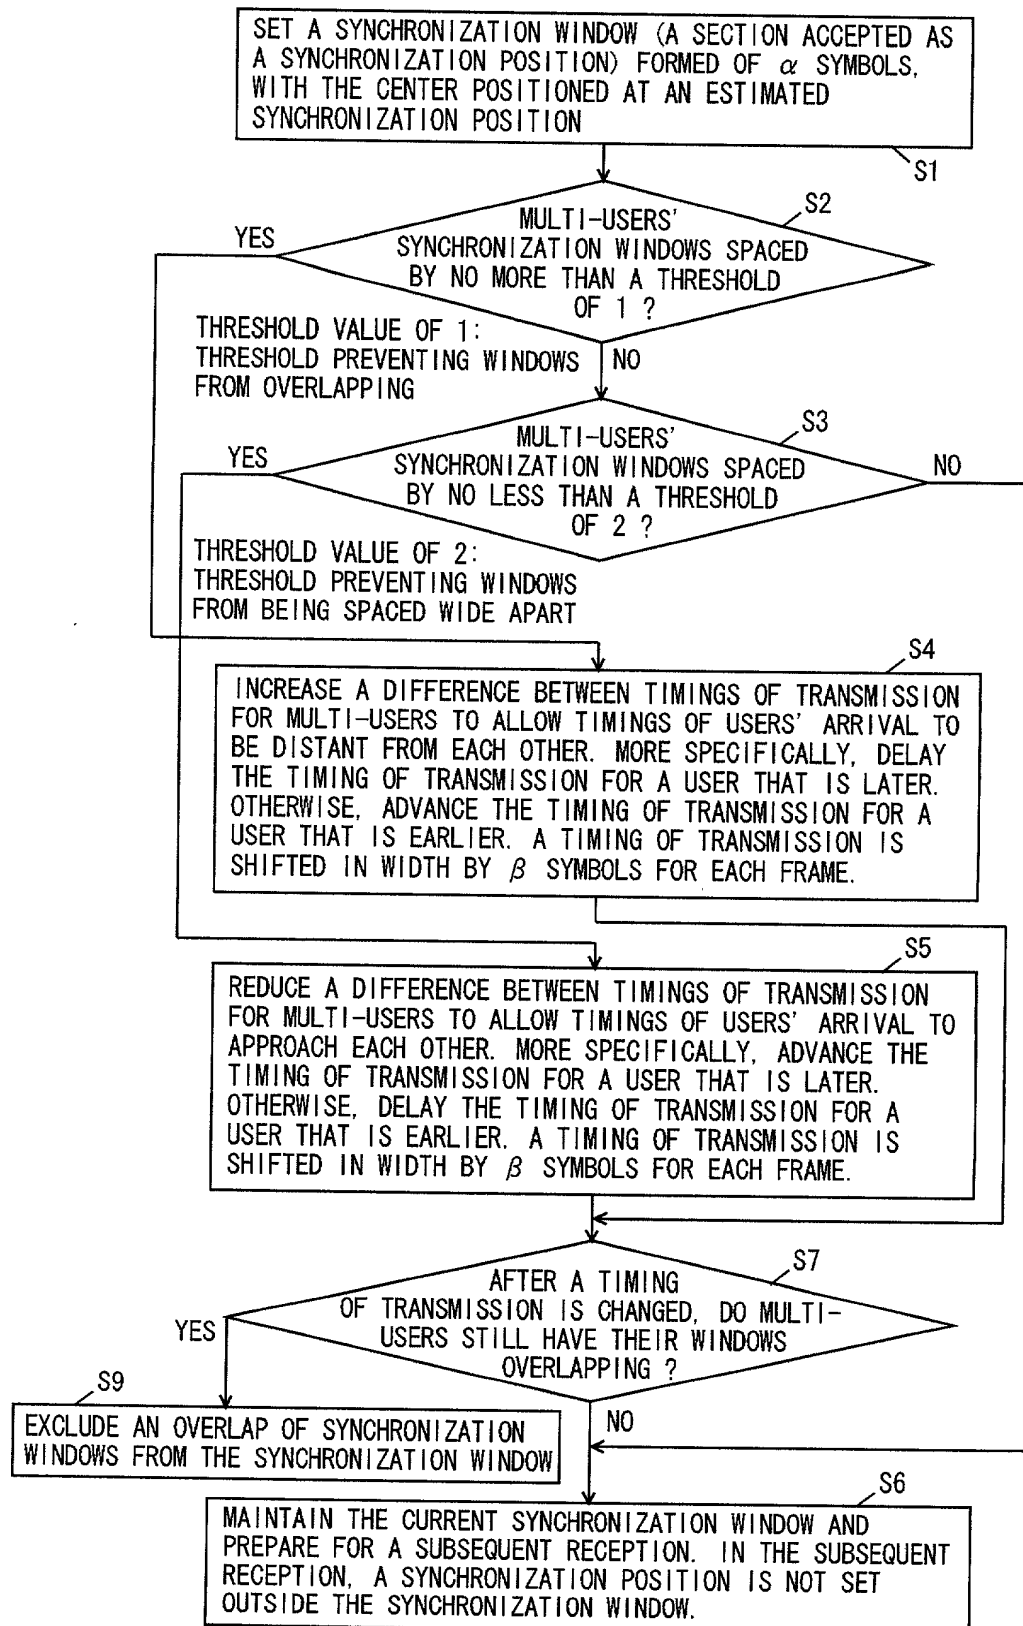 SET A SYNCHRONIZATION WINDOW (A SECTION ACCEPTED AS
A SYNCHRONIZATION POSITION) FORMED OF α SYMBOLS,
WITH THE CENTER POSITIONED AT AN ESTIMATED
SYNCHRONIZATION POSITION
S1
S2
MULTI-USERS'
SYNCHRONIZATION WINDOWS SPACED
BY NO MORE THAN A THRESHOLD
OF 1 ?
YES
THRESHOLD VALUE OF 1:
THRESHOLD PREVENTING WINDOWS
FROM OVERLAPPING
NO
S3
MULTI-USERS'
SYNCHRONIZATION WINDOWS SPACED
BY NO LESS THAN A THRESHOLD
OF 2 ?
YES
NO
THRESHOLD VALUE OF 2:
THRESHOLD PREVENTING WINDOWS
FROM BEING SPACED WIDE APART
S4
INCREASE A DIFFERENCE BETWEEN TIMINGS OF TRANSMISSION
FOR MULTI-USERS TO ALLOW TIMINGS OF USERS' ARRIVAL TO
BE DISTANT FROM EACH OTHER. MORE SPECIFICALLY, DELAY
THE TIMING OF TRANSMISSION FOR A USER THAT IS LATER.
OTHERWISE, ADVANCE THE TIMING OF TRANSMISSION FOR A
USER THAT IS EARLIER. A TIMING OF TRANSMISSION IS
SHIFTED IN WIDTH BY β SYMBOLS FOR EACH FRAME.
S5
REDUCE A DIFFERENCE BETWEEN TIMINGS OF TRANSMISSION
FOR MULTI-USERS TO ALLOW TIMINGS OF USERS' ARRIVAL TO
APPROACH EACH OTHER. MORE SPECIFICALLY, ADVANCE THE
TIMING OF TRANSMISSION FOR A USER THAT IS LATER.
OTHERWISE, DELAY THE TIMING OF TRANSMISSION FOR A
USER THAT IS EARLIER. A TIMING OF TRANSMISSION IS
SHIFTED IN WIDTH BY β SYMBOLS FOR EACH FRAME.
S7
AFTER A TIMING
OF TRANSMISSION IS CHANGED, DO MULTI-
USERS STILL HAVE THEIR WINDOWS
OVERLAPPING ?
YES
NO
S9
EXCLUDE AN OVERLAP OF SYNCHRONIZATION
WINDOWS FROM THE SYNCHRONIZATION WINDOW
S6
MAINTAIN THE CURRENT SYNCHRONIZATION WINDOW AND
PREPARE FOR A SUBSEQUENT RECEPTION. IN THE SUBSEQUENT
RECEPTION, A SYNCHRONIZATION POSITION IS NOT SET
OUTSIDE THE SYNCHRONIZATION WINDOW.